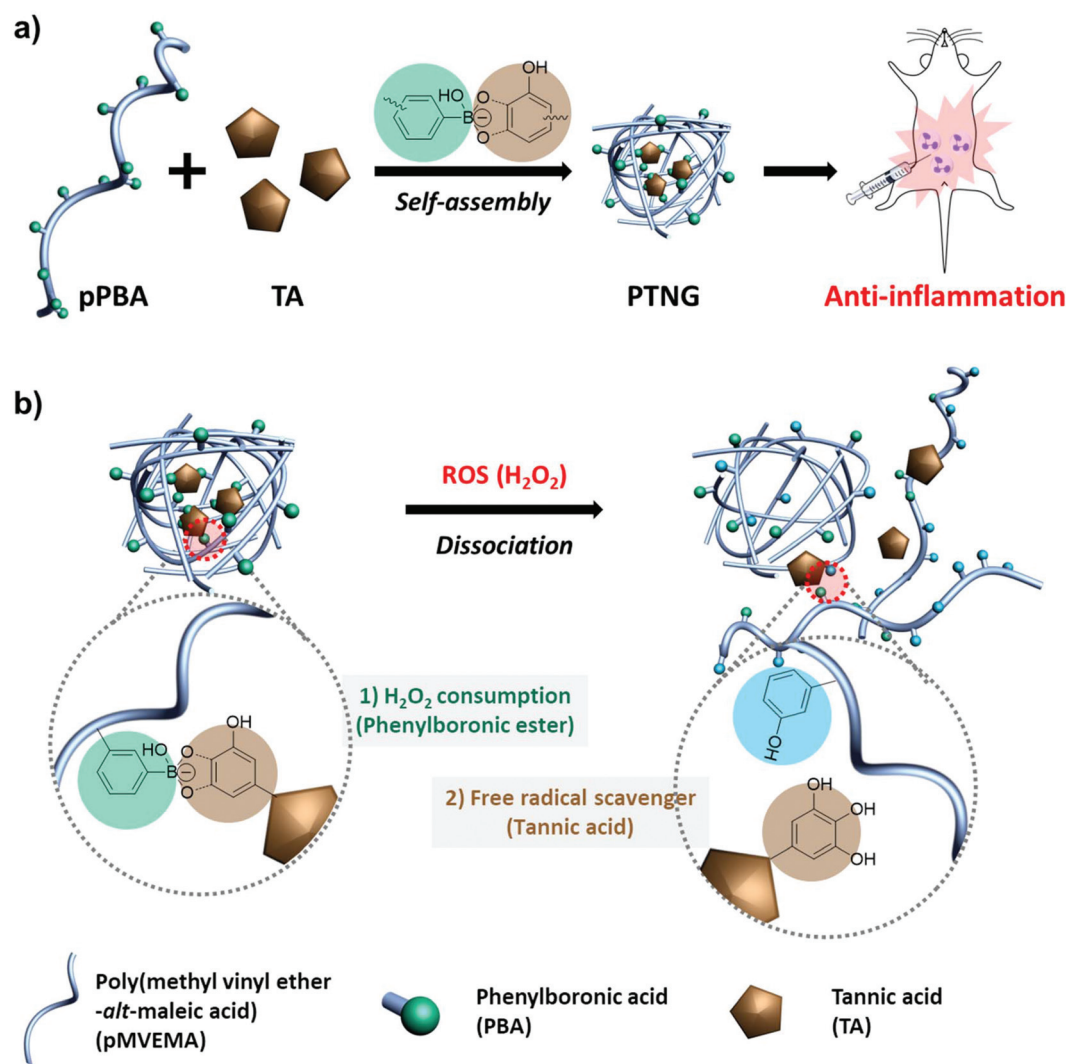 a)
OH
HO
O
B
O
Self-assembly
pPBA
TA
PTNG
Anti-inflammation
b)
ROS (H₂O₂)
Dissociation
1) H₂O₂ consumption
(Phenylboronic ester)
OH
HO
O
B
O
OH
2) Free radical scavenger
(Tannic acid)
OH
OH
OH
Poly(methyl vinyl ether
-alt-maleic acid)
(pMVEMA)
Phenylboronic acid
(PBA)
Tannic acid
(TA)